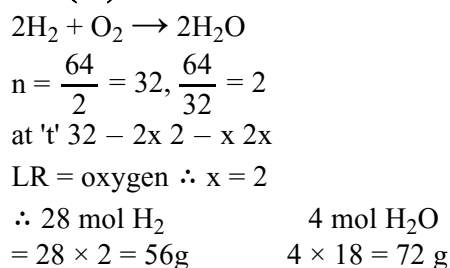 2H₂ + O₂ ⟶ 2H₂O
n = 64/2 = 32, 64/32 = 2
at 't' 32 – 2x 2 – x 2x
LR = oxygen ∴ x = 2
∴ 28 mol H₂ 4 mol H₂O
= 28 × 2 = 56g 4 × 18 = 72 g